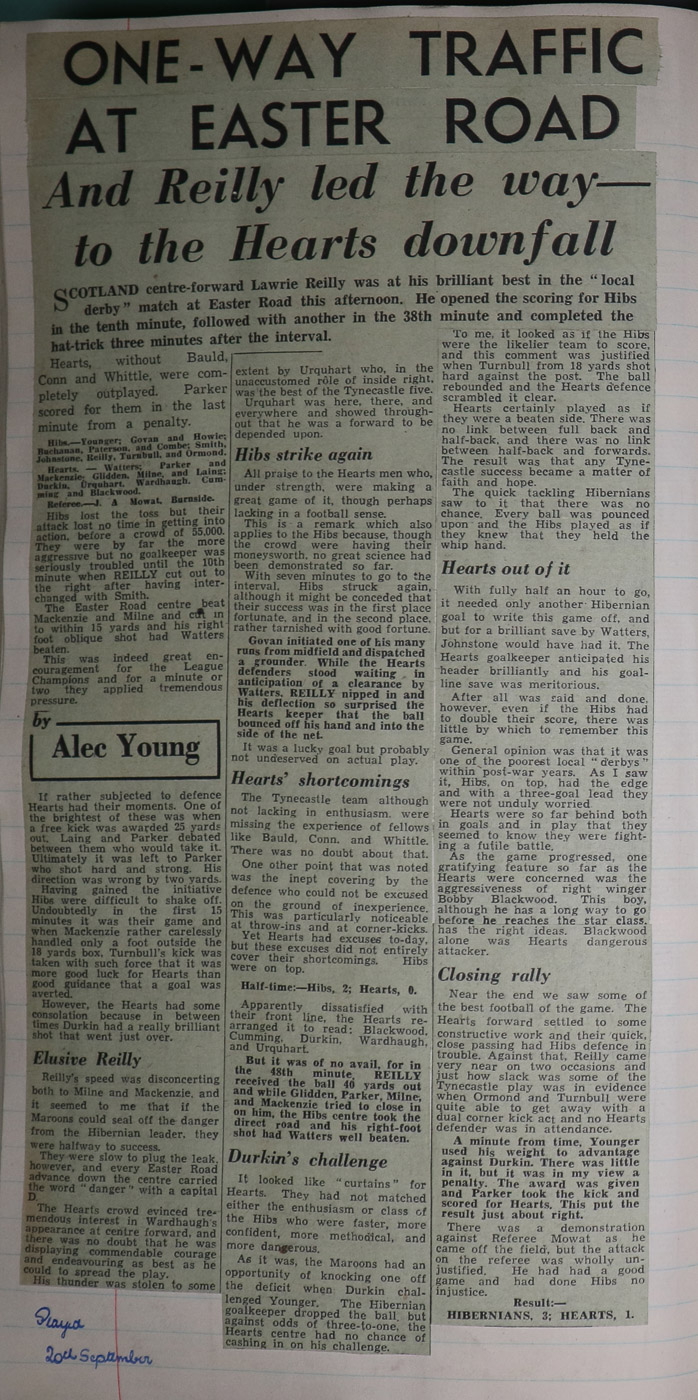 ONE-WAY TRAFFIC
AT EASTER ROAD
And Reilly led the way—
to the Hearts downfall
SCOTLAND centre-forward Lawrie Reilly was at his brilliant best in the "local
derby" match at Easter Road this afternoon. He opened the scoring for Hibs
in the tenth minute, followed with another in the 38th minute and completed the
hat-trick three minutes after the interval.
Hearts, without Bauld,
Conn and Whittle, were com-
pletely outplayed. Parker
scored for them in the last
minute from a penalty.
Hibs.—Younger; Govan and Howie;
Buchanan, Paterson, and Combe; Smith,
Johnstone, Reilly, Turnbull, and Ormond.
Hearts. — Watters; Parker and
Mackenzie; Glidden, Milne, and Laing;
Durkin, Urquhart, Wardhaugh, Cum-
ming and Blackwood.
Referee.—J. A Mowat, Burnside.
Hibs lost the toss but their
attack lost no time in getting into
action, before a crowd of 55,000.
They were by far the more
aggressive but no goalkeeper was
seriously troubled until the 10th
minute when REILLY cut out to
the right after having inter-
changed with Smith.
The Easter Road centre beat
Mackenzie and Milne and cut in
to within 15 yards and his right
foot oblique shot had Watters
beaten.
This was indeed great en-
couragement for the League
Champions and for a minute or
two they applied tremendous
pressure.
by
Alec Young
If rather subjected to defence
Hearts had their moments. One of
the brightest of these was when
a free kick was awarded 25 yards
out. Laing and Parker debated
between them who would take it.
Ultimately it was left to Parker
who shot hard and strong. His
direction was wrong by two yards.
Having gained the initiative
Hibs were difficult to shake off.
Undoubtedly in the first 15
minutes it was their game and
when Mackenzie rather carelessly
handled only a foot outside the
18 yards box, Turnbull's kick was
taken with such force that it was
more good luck for Hearts than
good guidance that a goal was
averted.
However, the Hearts had some
consolation because in between
times Durkin had a really brilliant
shot that went just over.
Elusive Reilly
Reilly's speed was disconcerting
both to Milne and Mackenzie, and
it seemed to me that if the
Maroons could seal off the danger
from the Hibernian leader, they
were halfway to success.
They were slow to plug the leak,
however, and every Easter Road
advance down the centre carried
the word "danger" with a capital
D.
The Hearts crowd evinced tre-
mendous interest in Wardhaugh's
appearance at centre forward, and
there was no doubt that he was
displaying commendable courage
and endeavouring as best as he
could to spread the play.
His thunder was stolen to some
extent by Urquhart who, in the
unaccustomed rôle of inside right,
was the best of the Tynecastle five.
Urquhart was here, there, and
everywhere and showed through-
out that he was a forward to be
depended upon.
Hibs strike again
All praise to the Hearts men who,
under strength, were making a
great game of it, though perhaps
lacking in a football sense.
This is a remark which also
applies to the Hibs because, though
the crowd were having their
moneysworth, no great science had
been demonstrated so far.
With seven minutes to go to the
interval, Hibs struck again,
although it might be conceded that
their success was in the first place
fortunate, and in the second place,
rather tarnished with good fortune.
Govan initiated one of his many
runs from midfield and dispatched
a grounder. While the Hearts
defenders stood waiting in
anticipation of a clearance by
Watters, REILLY nipped in and
his deflection so surprised the
Hearts keeper that the ball
bounced off his hand and into the
side of the net.
It was a lucky goal but probably
not undeserved on actual play.
Hearts' shortcomings
The Tynecastle team although
not lacking in enthusiasm, were
missing the experience of fellows
like Bauld, Conn, and Whittle.
There was no doubt about that.
One other point that was noted
was the inept covering by the
defence who could not be excused
on the ground of inexperience.
This was particularly noticeable
at throw-ins and at corner-kicks.
Yet Hearts had excuses to-day,
but these excuses did not entirely
cover their shortcomings. Hibs
were on top.
Half-time:—Hibs, 2; Hearts, 0.
Apparently dissatisfied with
their front line, the Hearts re-
arranged it to read: Blackwood,
Cumming, Durkin, Wardhaugh,
and Urquhart.
But it was of no avail, for in
the 48th minute, REILLY
received the ball 40 yards out
and while Glidden, Parker, Milne,
and Mackenzie tried to close in
on him, the Hibs centre took the
direct road and his right-foot
shot had Watters well beaten.
Durkin's challenge
It looked like "curtains" for
Hearts. They had not matched
either the enthusiasm or class of
the Hibs who were faster, more
confident, more methodical, and
more dangerous.
As it was, the Maroons had an
opportunity of knocking one off
the deficit when Durkin chal-
lenged Younger. The Hibernian
goalkeeper dropped the ball but
against odds of three-to-one, the
Hearts centre had no chance of
cashing in on his challenge.
To me, it looked as if the Hibs
were the likelier team to score,
and this comment was justified
when Turnbull from 18 yards shot
hard against the post. The ball
rebounded and the Hearts defence
scrambled it clear.
Hearts certainly played as if
they were a beaten side. There was
no link between full back and
half-back, and there was no link
between half-back and forwards.
The result was that any Tyne-
castle success became a matter of
faith and hope.
The quick tackling Hibernians
saw to it that there was no
chance. Every ball was pounced
upon and the Hibs played as if
they knew that they held the
whip hand.
Hearts out of it
With fully half an hour to go,
it needed only another Hibernian
goal to write this game off, and
but for a brilliant save by Watters,
Johnstone would have had it. The
Hearts goalkeeper anticipated his
header brilliantly and his goal-
line save was meritorious.
After all was said and done,
however, even if the Hibs had
to double their score, there was
little by which to remember this
game.
General opinion was that it was
one of the poorest local "derbys"
within post-war years. As I saw
it, Hibs, on top, had the edge
and with a three-goal lead they
were not unduly worried
Hearts were so far behind both
in goals and in play that they
seemed to know they were fight-
ing a futile battle.
As the game progressed, one
gratifying feature so far as the
Hearts were concerned was the
aggressiveness of right winger
Bobby Blackwood. This boy,
although he has a long way to go
before he reaches the star class,
has the right ideas. Blackwood
alone was Hearts dangerous
attacker.
Closing rally
Near the end we saw some of
the best football of the game. The
Hearts forward settled to some
constructive work and their quick,
close passing had Hibs defence in
trouble. Against that, Reilly came
very near on two occasions and
just how slack was some of the
Tynecastle play was in evidence
when Ormond and Turnbull were
quite able to get away with a
dual corner kick act and no Hearts
defender was in attendance.
A minute from time, Younger
used his weight to advantage
against Durkin. There was little
in it, but it was in my view a
penalty. The award was given
and Parker took the kick and
scored for Hearts. This put the
result just about right.
There was a demonstration
against Referee Mowat as he
came off the field, but the attack
on the referee was wholly un-
justified. He had had a good
game and had done Hibs no
injustice.
Result:—
HIBERNIANS, 3; HEARTS, 1.
Played
20th September